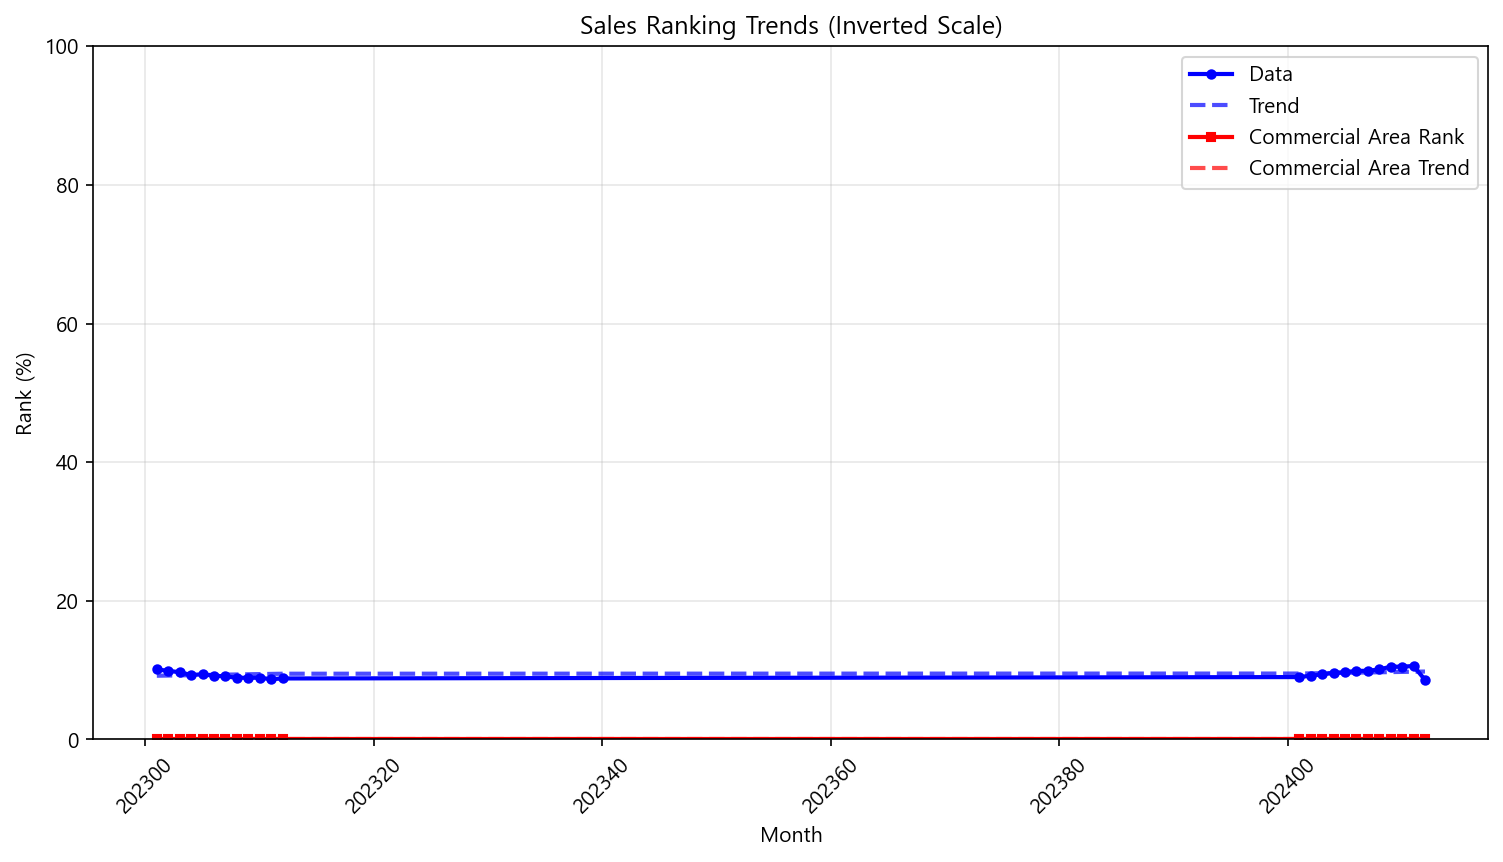 Sales Ranking Trends (Inverted Scale)
100
80
60
40
20
0
Rank (%)
Data
Trend
Commercial Area Rank
Commercial Area Trend
202300
202320
202340
202360
202380
202400
Month